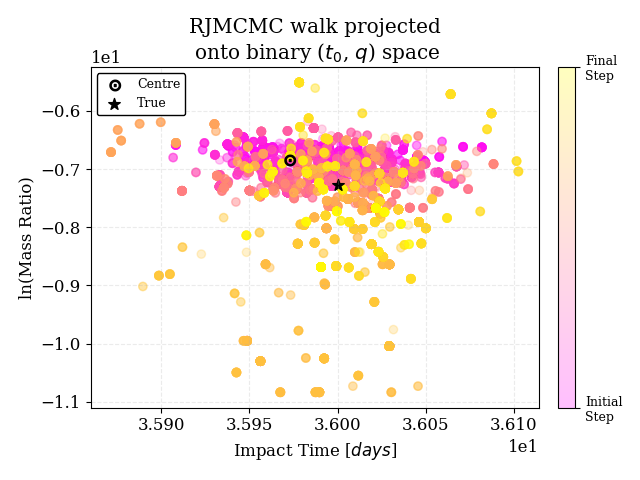 RJMCMC walk projected
onto binary (t₀, q) space
1e1
Final
Step
Centre
True
−0.6
−0.7
−0.8
−0.9
−1.0
−1.1
ln(Mass Ratio)
3.590
3.595
3.600
3.605
3.610
Impact Time [days]
1e1
Initial
Step